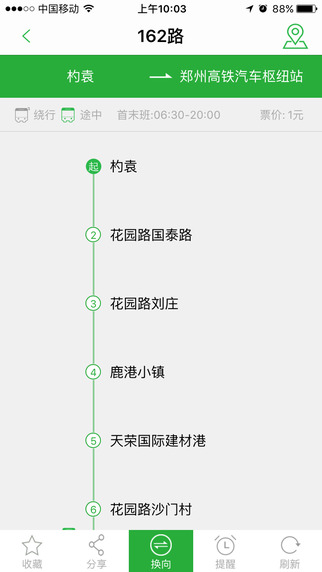 中国移动 上午10:03 88%
162路
杓袁 郑州高铁汽车枢纽站
绕行 途中 首末班:06:30-20:00 票价: 1元
起 杓袁
2 花园路国泰路
3 花园路刘庄
4 鹿港小镇
5 天荣国际建材港
6 花园路沙门村
收藏 分享 换向 提醒 刷新